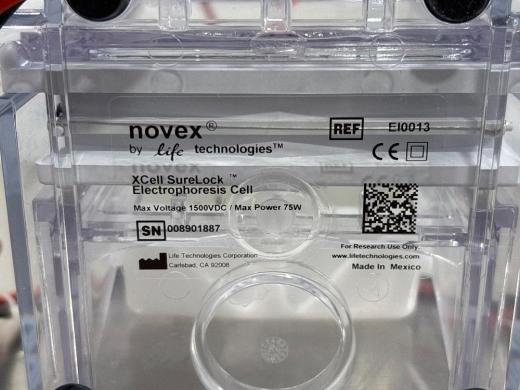 novex® REF EI0013
by life technologies™ CE
XCell SureLock™
Electrophoresis Cell
Max Voltage 1500VDC / Max Power 75W
SN 008901887
For Research Use Only
Life Technologies Corporation www.lifetechnologies.com
Carlsbad, CA 92008 Made In Mexico